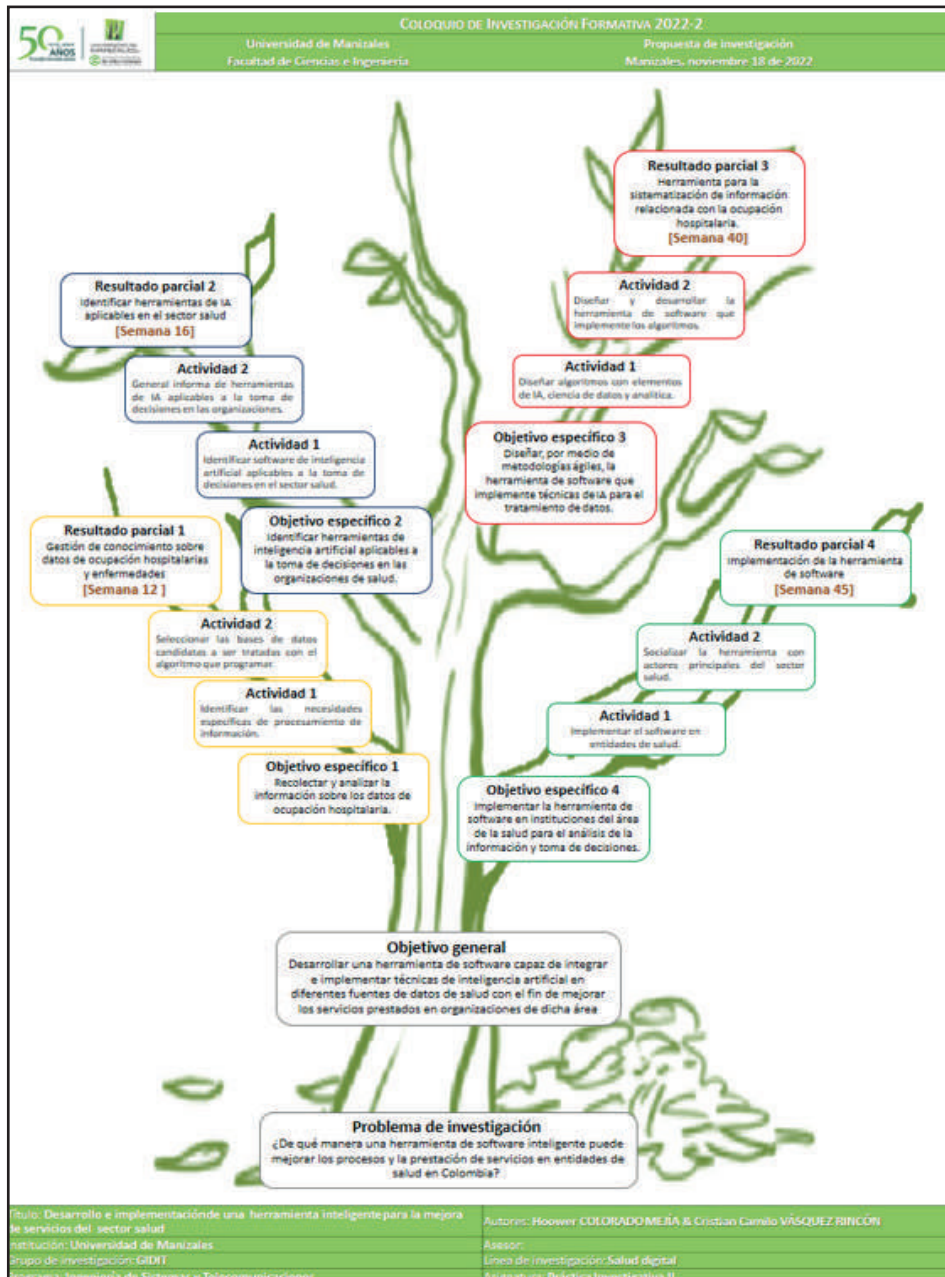 COLOQUIO DE INVESTIGACIÓN FORMATIVA 2022-2
Universidad de Manizales
Facultad de Ciencias e Ingeniería
Propuesta de investigación
Manizales, noviembre 18 de 2022
50 AÑOS
Resultado parcial 3
Herramienta para la
sistematización de información
relacionada con la ocupación
hospitalaria.
[Semana 40]
Actividad 2
Diseñar y desarrollar la
herramienta de software que
implemente los algoritmos.
Actividad 1
Diseñar algoritmos con elementos
de IA, ciencia de datos y analítica.
Objetivo específico 3
Diseñar, por medio de
metodologías ágiles, la
herramienta de software que
implemente técnicas de IA para el
tratamiento de datos.
Resultado parcial 2
Identificar herramientas de IA
aplicables en el sector salud
[Semana 16]
Actividad 2
General informa de herramientas
de IA aplicables a la toma de
decisiones en las organizaciones.
Actividad 1
Identificar software de inteligencia
artificial aplicables a la toma de
decisiones en el sector salud.
Objetivo específico 2
Identificar herramientas de
inteligencia artificial aplicables a
la toma de decisiones en las
organizaciones de salud.
Resultado parcial 1
Gestión de conocimiento sobre
datos de ocupación hospitalarias
y enfermedades
[Semana 12 ]
Actividad 2
Seleccionar las bases de datos
candidatas a ser tratadas con el
algoritmo que programar.
Actividad 1
Identificar las necesidades
específicas de procesamiento de
información.
Objetivo específico 1
Recolectar y analizar la
información sobre los datos de
ocupación hospitalaria.
Resultado parcial 4
Implementación de la herramienta
de software
[Semana 45]
Actividad 2
Socializar la herramienta con
actores principales del sector
salud.
Actividad 1
Implementar el software en
entidades de salud.
Objetivo específico 4
Implementar la herramienta de
software en instituciones del área
de la salud para el análisis de la
información y toma de decisiones.
Objetivo general
Desarrollar una herramienta de software capaz de integrar
e implementar técnicas de inteligencia artificial en
diferentes fuentes de datos de salud con el fin de mejorar
los servicios prestados en organizaciones de dicha área
Problema de investigación
¿De qué manera una herramienta de software inteligente puede
mejorar los procesos y la prestación de servicios en entidades de
salud en Colombia?
Título: Desarrollo e implementaciónde una herramienta inteligentepara la mejora
de servicios del sector salud
Autores: Hoower COLORADO MEJÍA & Cristian Camilo VÁSQUEZ RINCÓN
Institución: Universidad de Manizales
Asesor:
Grupo de investigación: GIDIT
Línea de investigación: Salud digital
Programa: Ingeniería de Sistemas y Telecomunicaciones
Asignatura: Práctica Investigativa II